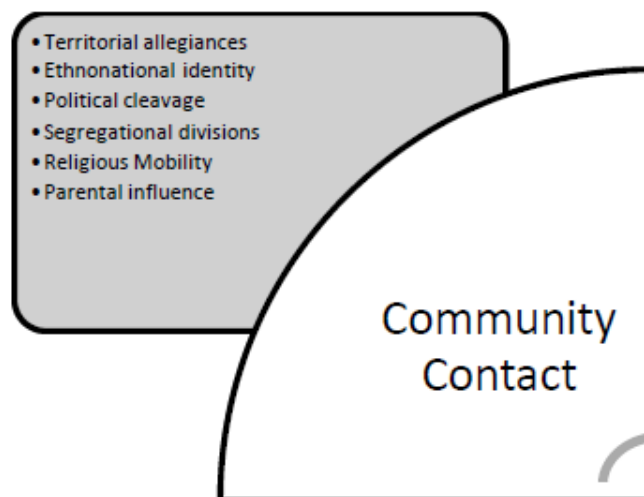 • Territorial allegiances
• Ethnonational identity
• Political cleavage
• Segregational divisions
• Religious Mobility
• Parental influence
Community
Contact